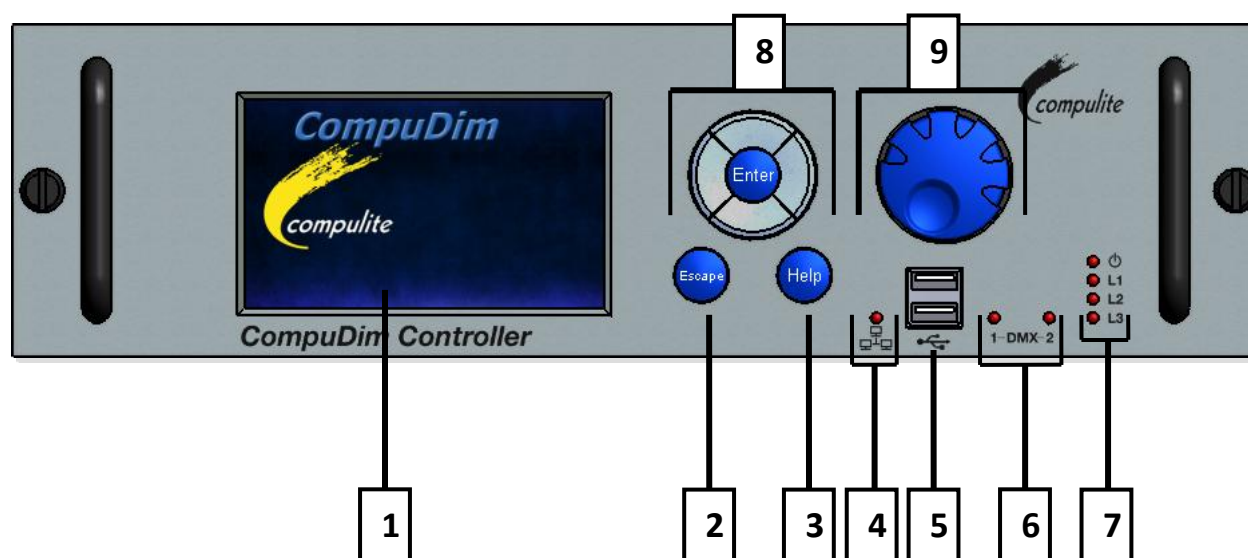 8
9
CompuDim
compulite
compulite
Enter
Escape
Help
L1
L2
L3
CompuDim Controller
1-DMX-2
1
2
3
4
5
6
7